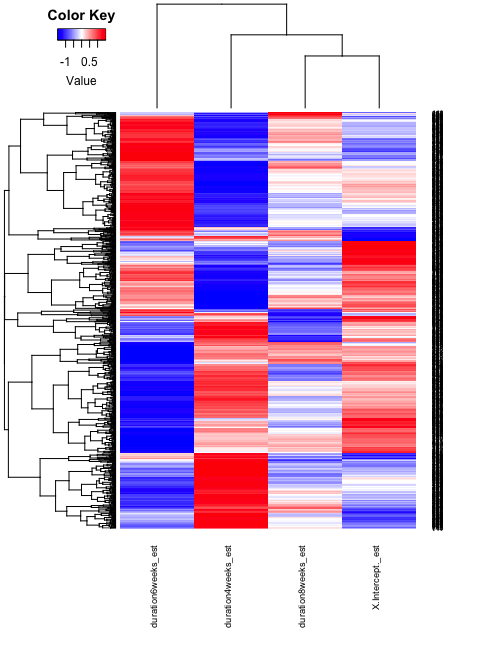 Color Key
-1 0.5
Value
duration6weeks_est
duration4weeks_est
duration8weeks_est
X.Intercept._est